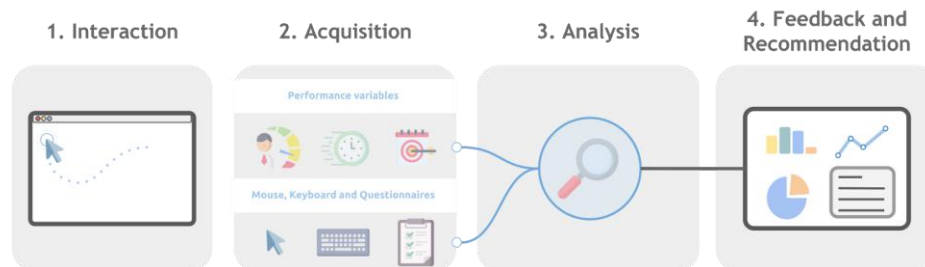 1. Interaction
2. Acquisition
3. Analysis
4. Feedback and
Recommendation
Performance variables
Mouse, Keyboard and Questionnaires